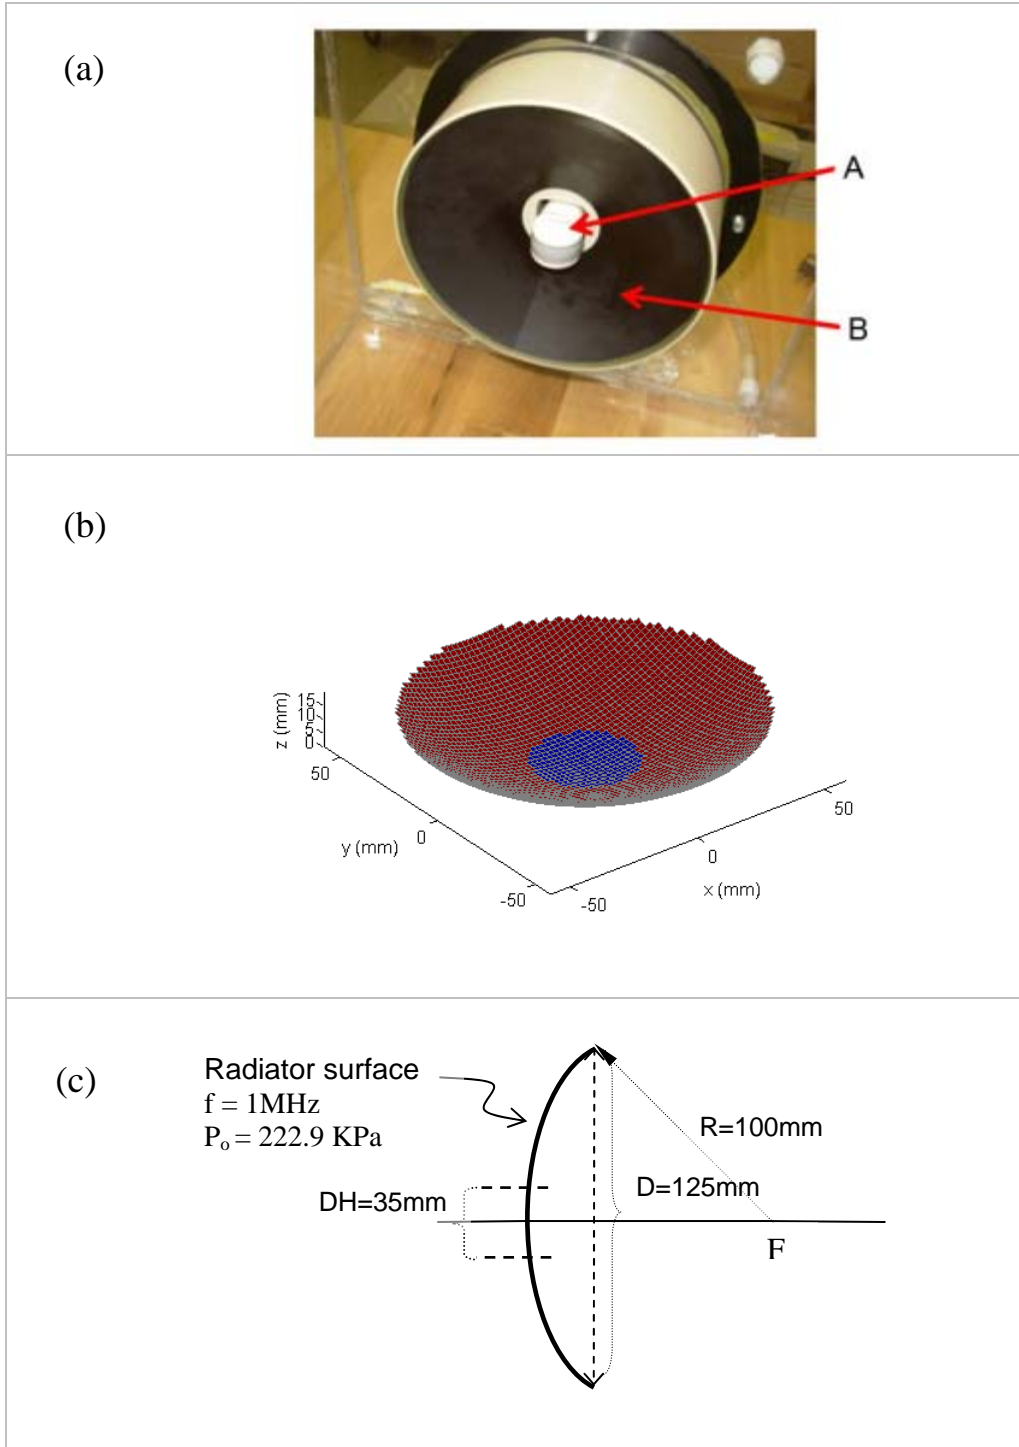 (a)
A
B
(b)
z (mm)
15
10
5
0
50
0
-50
y (mm)
50
0
-50
x (mm)
(c)
Radiator surface
f = 1MHz
Po = 222.9 KPa
R=100mm
D=125mm
DH=35mm
F